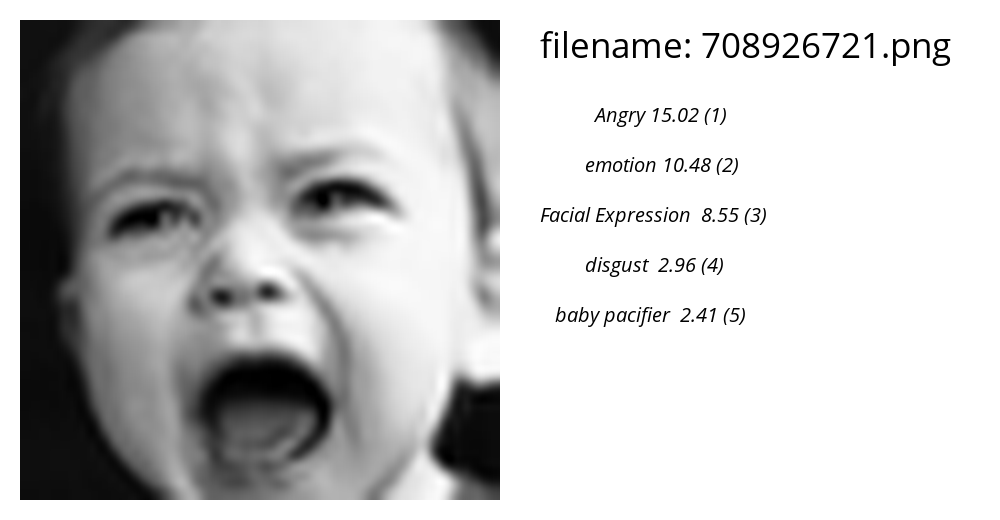 filename: 708926721.png
Angry 15.02 (1)
emotion 10.48 (2)
Facial Expression  8.55 (3)
disgust  2.96 (4)
baby pacifier  2.41 (5)